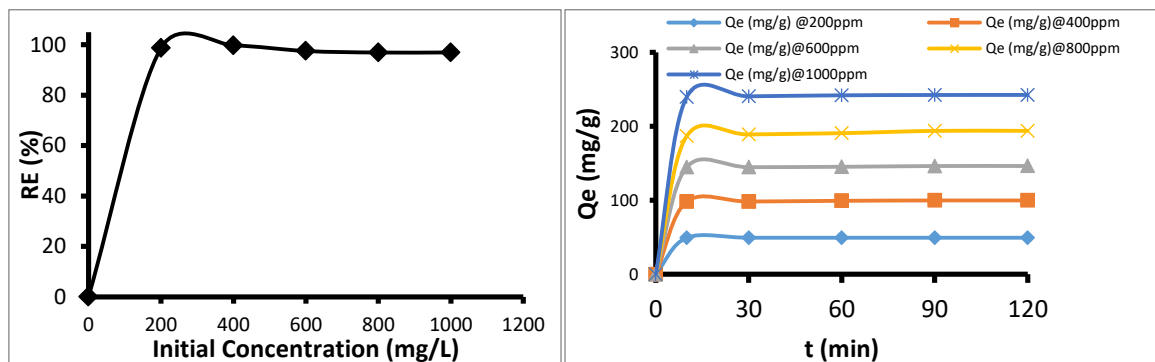 100
80
60
40
20
0
RE (%)
0 200 400 600 800 1000 1200
Initial Concentration (mg/L)
Qe (mg/g) @200ppm Qe (mg/g)@400ppm
Qe (mg/g)@600ppm Qe (mg/g)@800ppm
Qe (mg/g)@1000ppm
300
200
100
0
Qe (mg/g)
0 30 60 90 120
t (min)